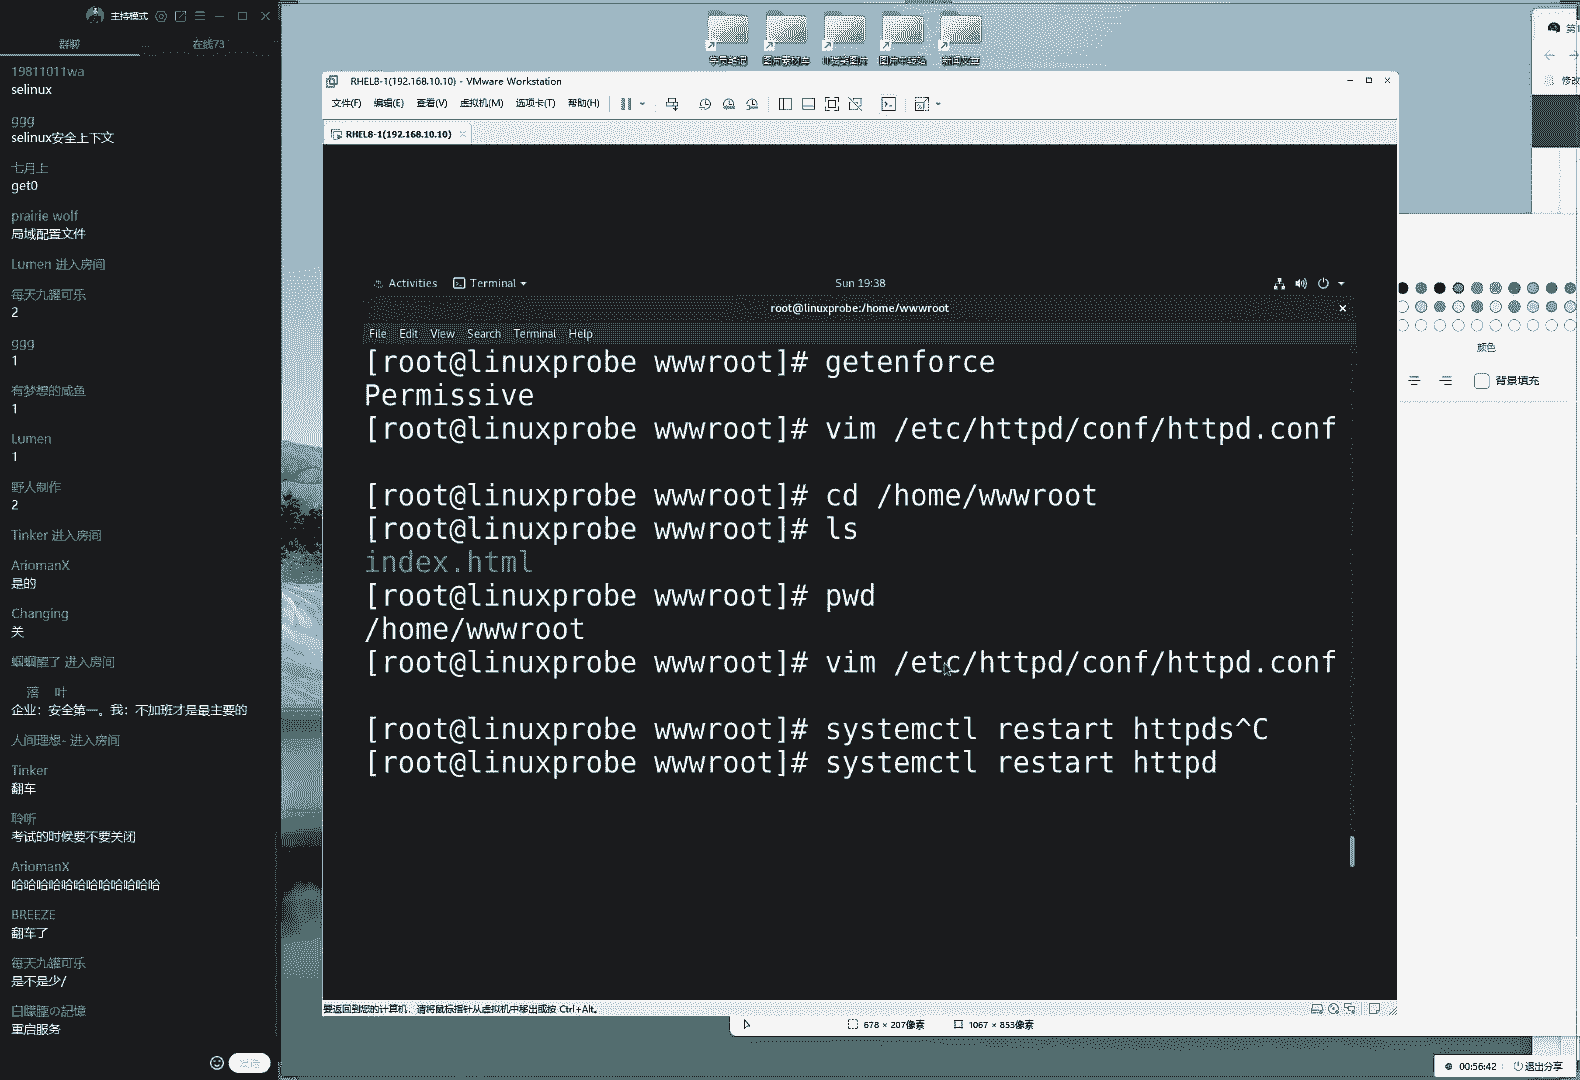 主持模式
群聊
... 在线73
19811011wa
selinux
ggg
selinux安全上下文
七月上
get0
prairie wolf
局域配置文件
Lumen 进入房间
每天九罐可乐
2
ggg
1
有梦想的咸鱼
1
Lumen
1
野人制作
2
Tinker 进入房间
AriomanX
是的
Changing
关
蝈蝈醒了 进入房间
落 叶
企业：安全第一。我：不加班才是最主要的
人间理想~ 进入房间
Tinker
翻车
聆听
考试的时候要不要关闭
AriomanX
哈哈哈哈哈哈哈哈哈哈哈哈
BREEZE
翻车了
每天九罐可乐
是不是少/
白朦朧の記憶
重启服务
发送
RHEL8-1(192.168.10.10) - VMware Workstation
文件(F) 编辑(E) 查看(V) 虚拟机(M) 选项卡(T) 帮助(H)
RHEL8-1(192.168.10.10)
Activities Terminal Sun 19:38
root@linuxprobe:/home/wwwroot
File Edit View Search Terminal Help
[root@linuxprobe wwwroot]# getenforce
Permissive
[root@linuxprobe wwwroot]# vim /etc/httpd/conf/httpd.conf
[root@linuxprobe wwwroot]# cd /home/wwwroot
[root@linuxprobe wwwroot]# ls
index.html
[root@linuxprobe wwwroot]# pwd
/home/wwwroot
[root@linuxprobe wwwroot]# vim /etc/httpd/conf/httpd.conf
[root@linuxprobe wwwroot]# systemctl restart httpds^C
[root@linuxprobe wwwroot]# systemctl restart httpd
要返回到您的计算机，请将鼠标指针从虚拟机中移出或按 Ctrl+Alt。
678 × 207像素 1067 × 853像素
修改
颜色
背景填充
00:56:42 退出分享